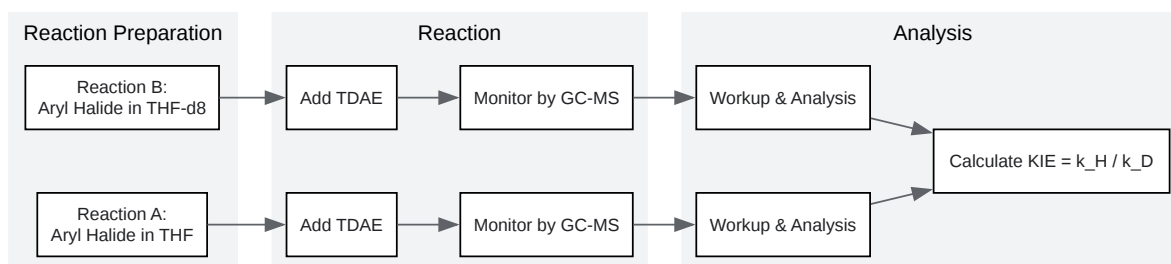 Reaction Preparation
Reaction
Analysis
Reaction B:
Aryl Halide in THF-d8
Add TDAE
Monitor by GC-MS
Workup & Analysis
Calculate KIE = k_H / k_D
Reaction A:
Aryl Halide in THF
Add TDAE
Monitor by GC-MS
Workup & Analysis